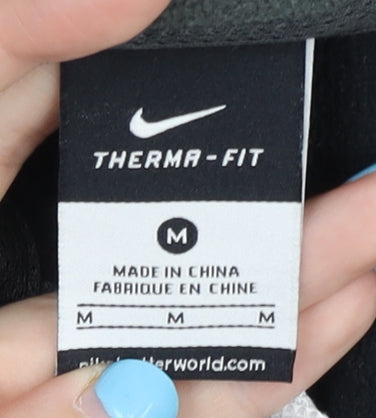 THERMA-FIT
M
MADE IN CHINA
FABRIQUE EN CHINE
M M M